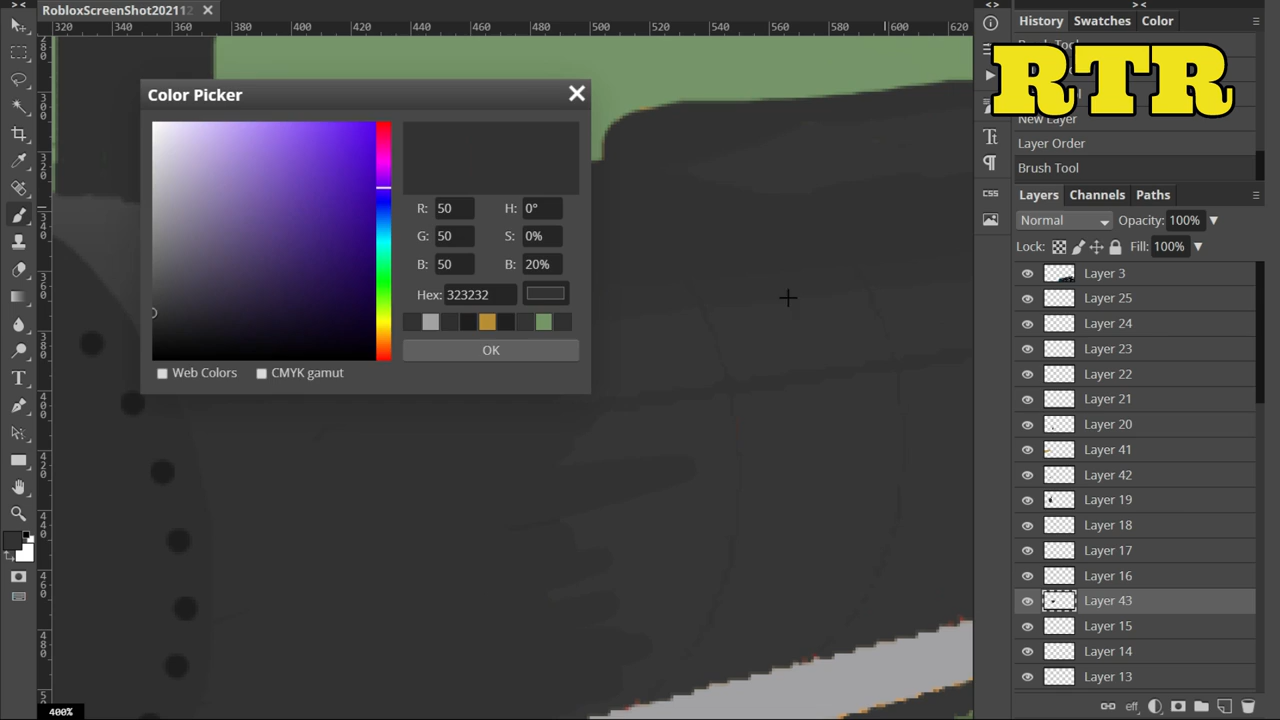 RobloxScreenShot202111
320 340 360 380 400 420 440 460 480 500 520 540 560 580 600 620
History Swatches Color
RTR
New Layer
Layer Order
Brush Tool
Layers Channels Paths
Normal Opacity: 100%
Lock: Fill: 100%
Layer 3
Layer 25
Layer 24
Layer 23
Layer 22
Layer 21
Layer 20
Layer 41
Layer 42
Layer 19
Layer 18
Layer 17
Layer 16
Layer 43
Layer 15
Layer 14
Layer 13
eff
css
Color Picker
R: 50 H: 0°
G: 50 S: 0%
B: 50 B: 20%
Hex: 323232
OK
Web Colors CMYK gamut
400%